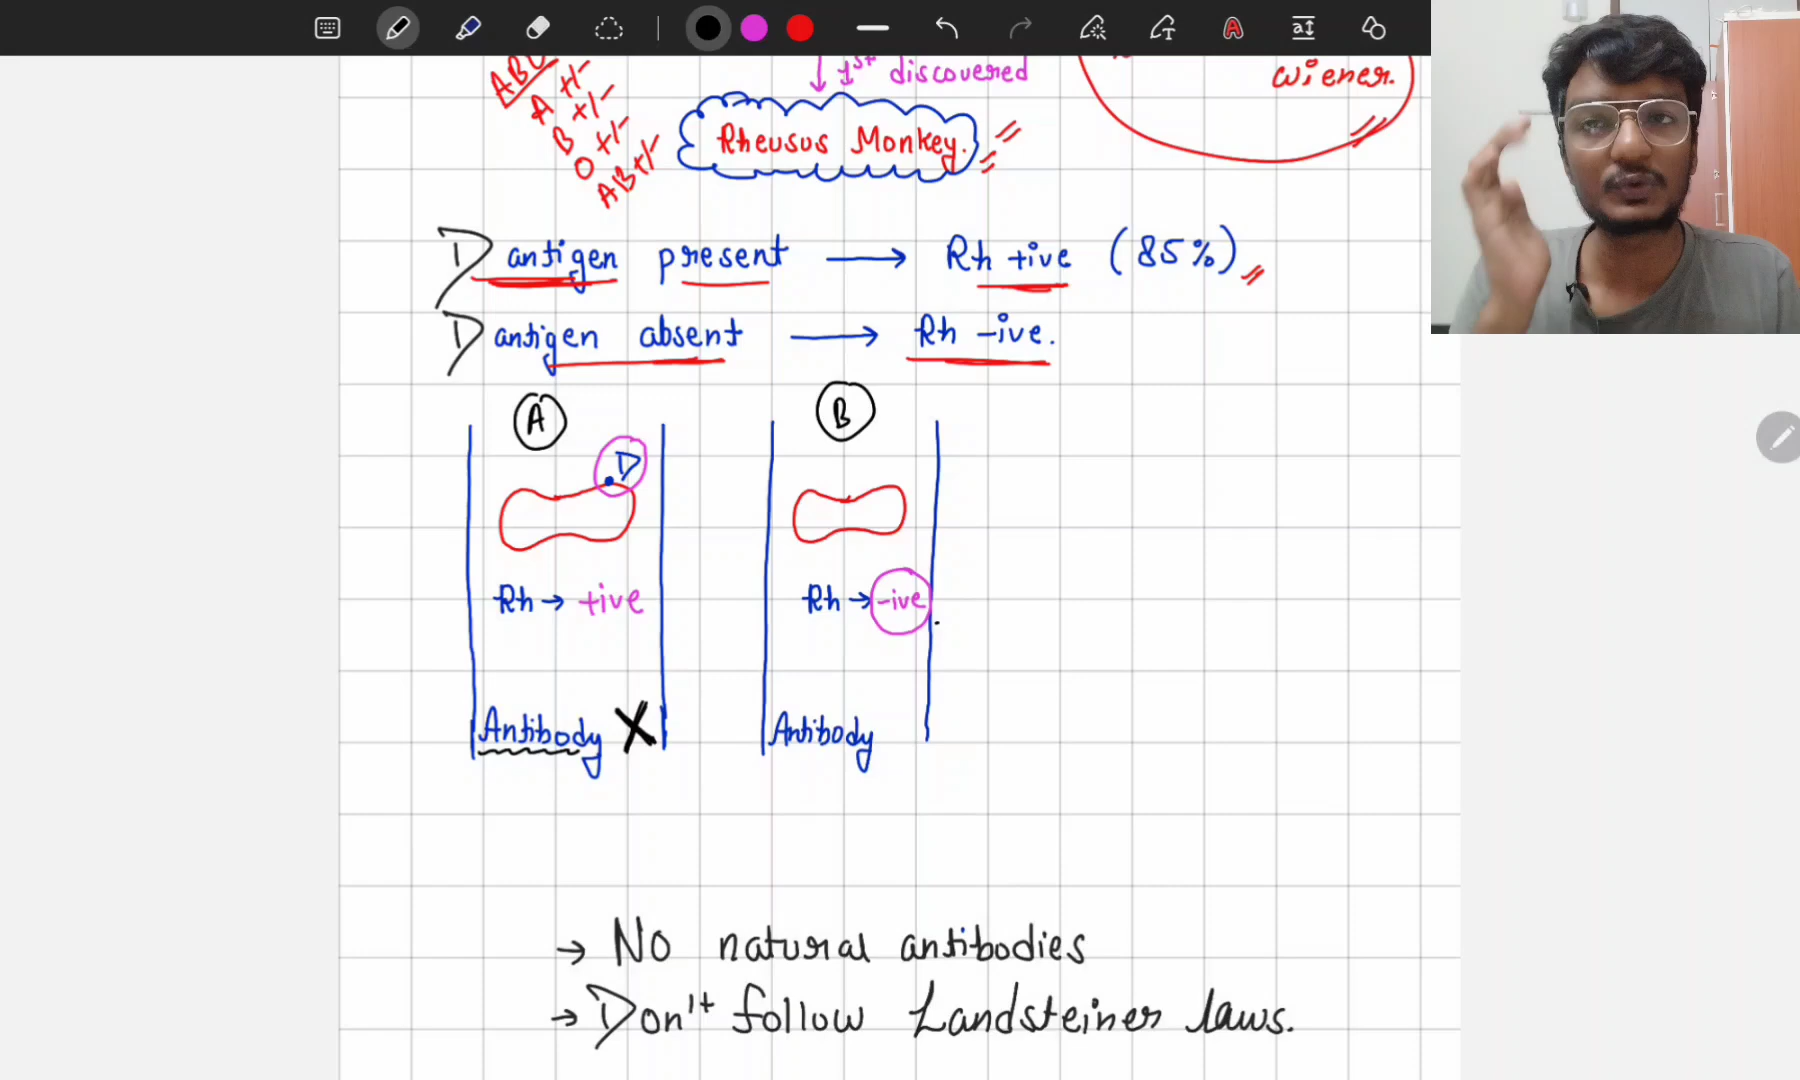 1st discovered
wiener.
ABO
A +/-
B +/-
O +/-
AB +/-
Rheusus Monkey.
D antigen present → Rh +ive (85%)
D antigen absent → Rh -ive.
A
B
D
Rh → +ive
Rh → -ive
Antibody X
Antibody
→ No natural antibodies
→ Don't follow Landsteiner laws.